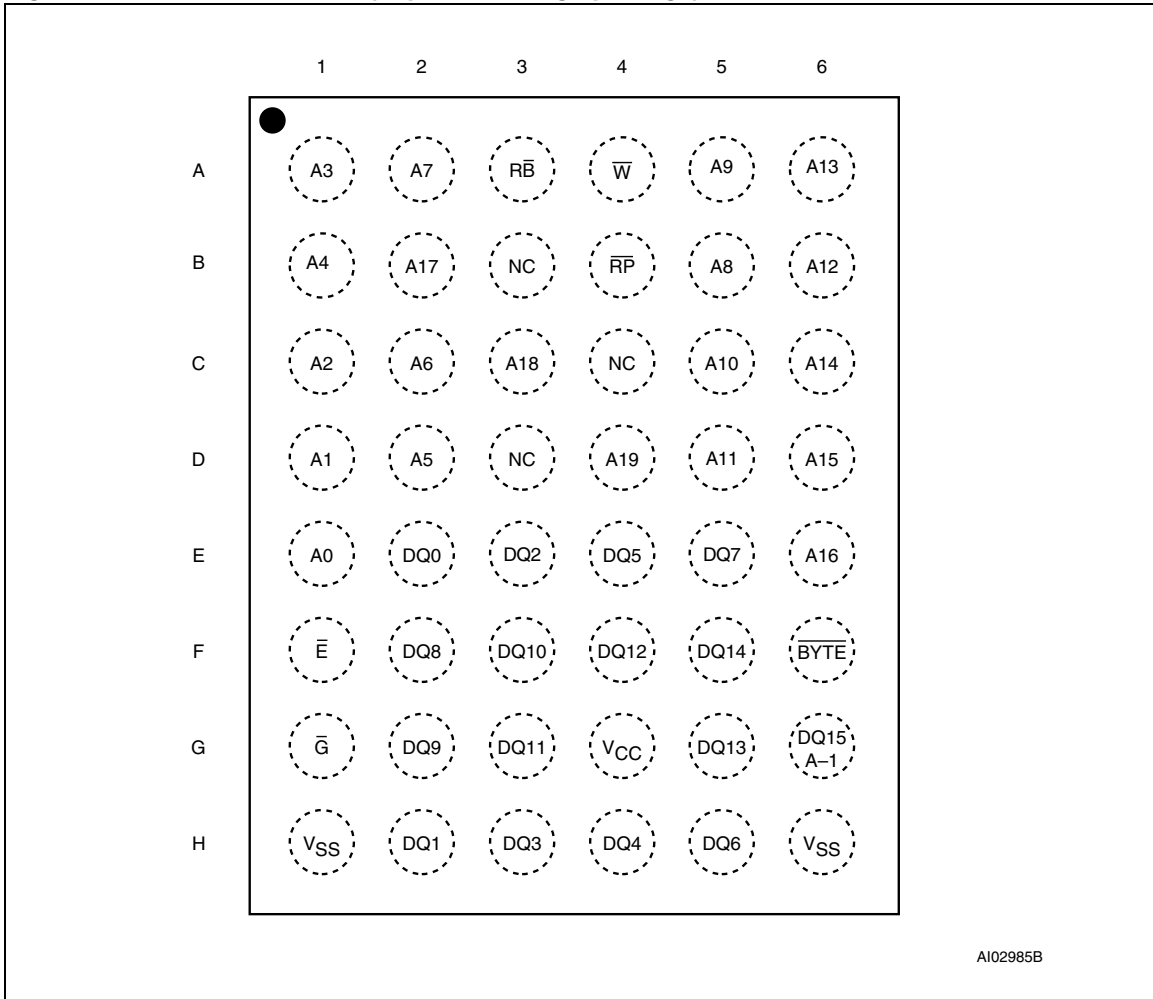 1 2 3 4 5 6
A A3 A7 RB̅ W̅ A9 A13
B A4 A17 NC R̅P̅ A8 A12
C A2 A6 A18 NC A10 A14
D A1 A5 NC A19 A11 A15
E A0 DQ0 DQ2 DQ5 DQ7 A16
F E̅ DQ8 DQ10 DQ12 DQ14 B̅Y̅T̅E̅
G G̅ DQ9 DQ11 VCC DQ13 DQ15 A–1
H VSS DQ1 DQ3 DQ4 DQ6 VSS
AI02985B